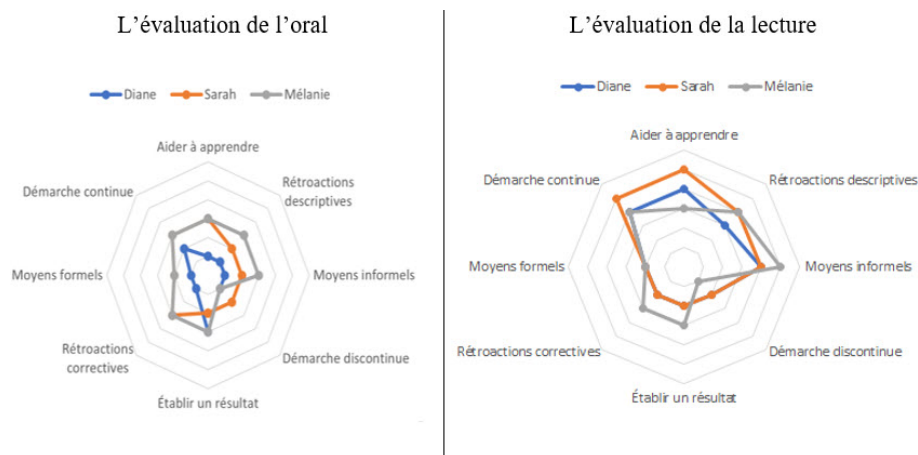 L’évaluation de l’oral
Diane Sarah Mélanie
Aider à apprendre
Rétroactions
descriptives
Moyens informels
Démarche discontinue
Établir un résultat
Rétroactions
correctives
Moyens formels
Démarche continue
L’évaluation de la lecture
Diane Sarah Mélanie
Aider à apprendre
Rétroactions descriptives
Moyens informels
Démarche discontinue
Établir un résultat
Rétroactions correctives
Moyens formels
Démarche continue